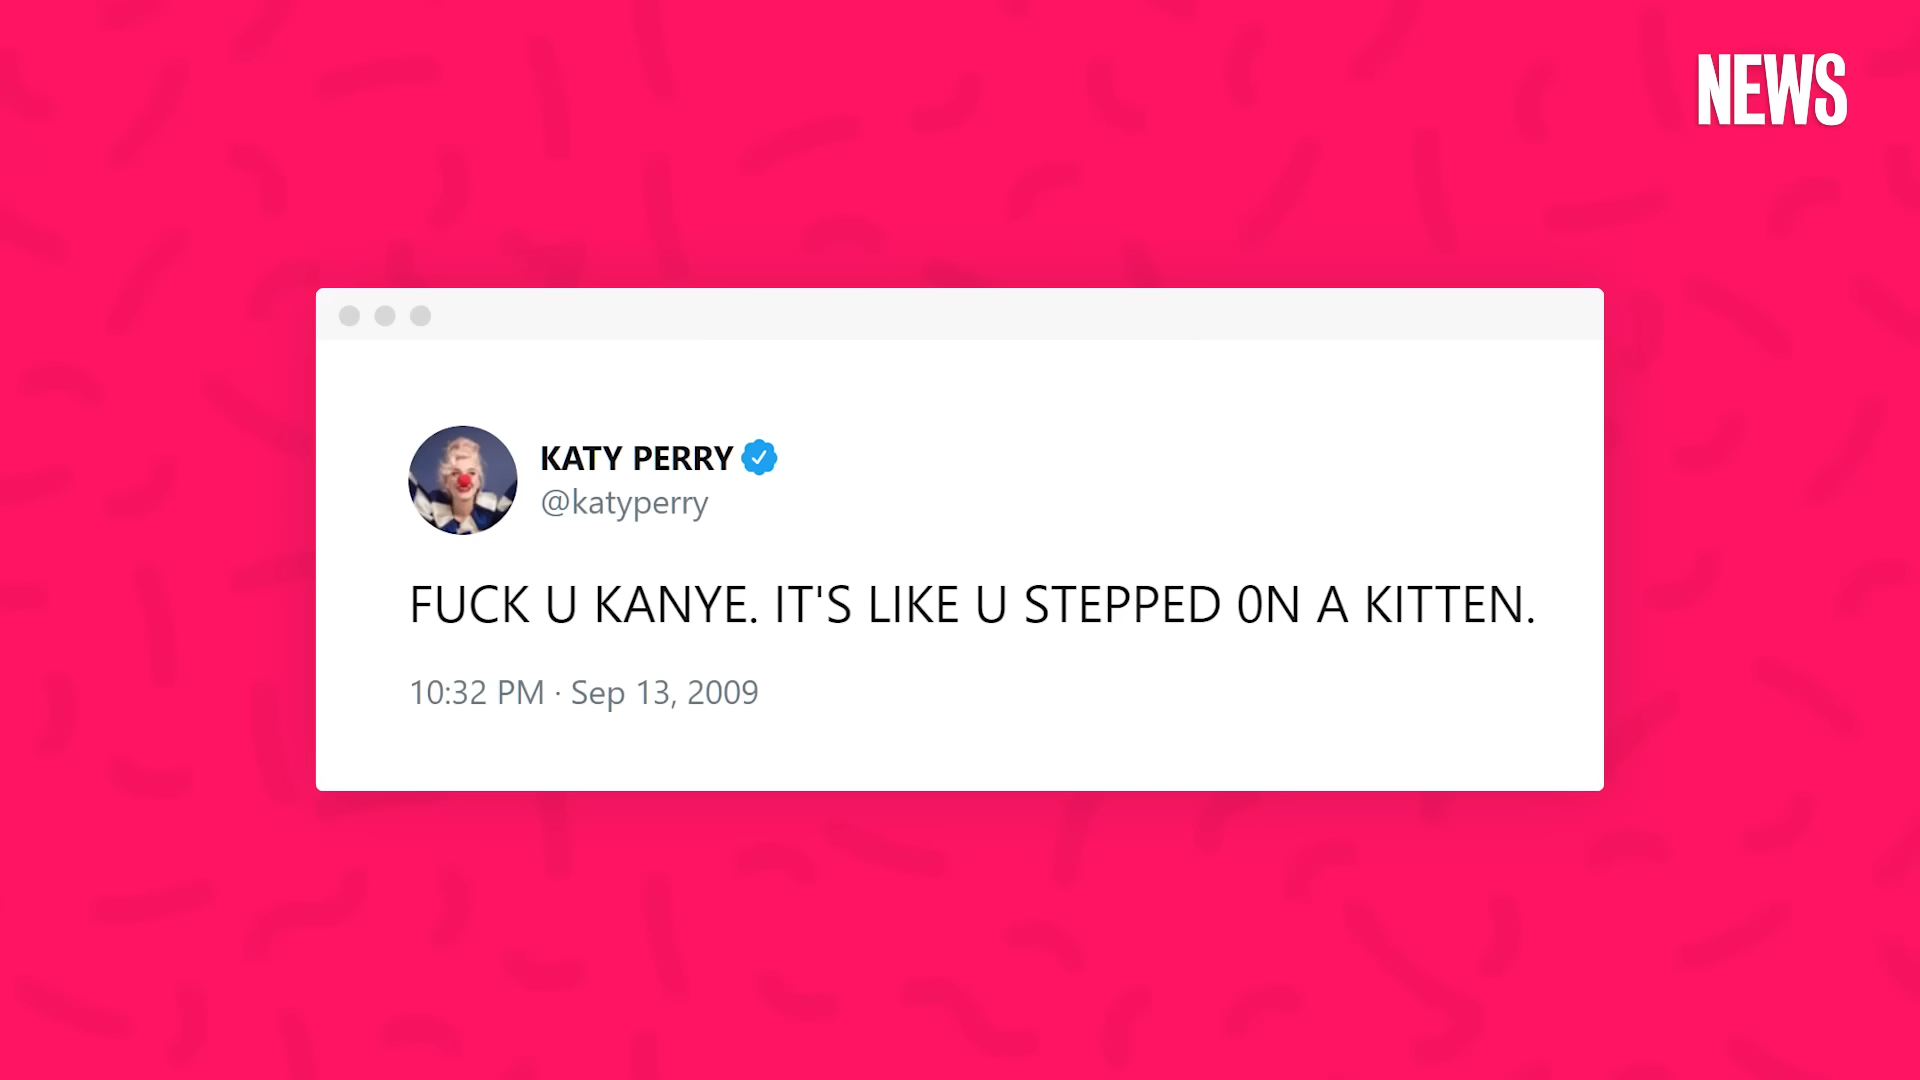 NEWS
KATY PERRY
@katyperry
FUCK U KANYE. IT'S LIKE U STEPPED 0N A KITTEN.
10:32 PM · Sep 13, 2009